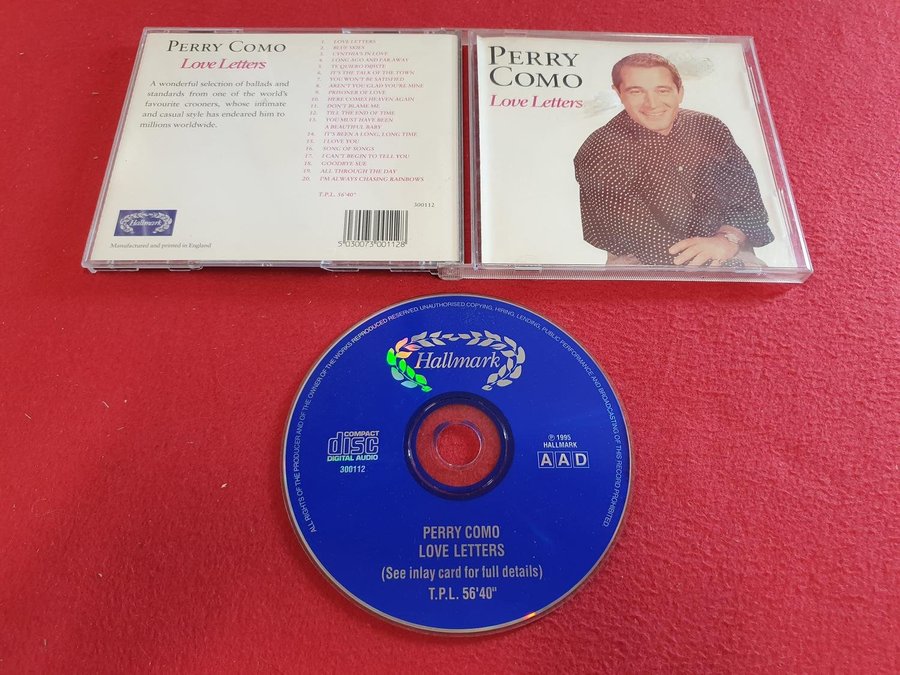 PERRY COMO
Love Letters
A wonderful selection of ballads and
standards from one of the world's
favourite crooners, whose intimate
and casual style has endeared him to
millions worldwide.
1. LOVE LETTERS
2. BLUE SKIES
3. CYNTHIA'S IN LOVE
4. LONG AGO AND FAR AWAY
5. TE QUIERO DIJISTE
6. IT'S THE TALK OF THE TOWN
7. YOU WON'T BE SATISFIED
8. AREN'T YOU GLAD YOU'RE MINE
9. PRISONER OF LOVE
10. HERE COMES HEAVEN AGAIN
11. DON'T BLAME ME
12. TILL THE END OF TIME
13. YOU MUST HAVE BEEN
A BEAUTIFUL BABY
14. IT'S BEEN A LONG, LONG TIME
15. I LOVE YOU
16. SONG OF SONGS
17. I CAN'T BEGIN TO TELL YOU
18. GOODBYE SUE
19. ALL THROUGH THE DAY
20. I'M ALWAYS CHASING RAINBOWS
T.P.L. 56'40"
300112
Hallmark
Manufactured and printed in England
5 030073 001128
PERRY
COMO
Love Letters
ALL RIGHTS OF THE PRODUCER AND OF THE OWNER OF THE WORKS REPRODUCED RESERVED. UNAUTHORISED COPYING, HIRING, LENDING, PUBLIC PERFORMANCE AND BROADCASTING OF THIS RECORD PROHIBITED
Hallmark
COMPACT
disc
DIGITAL AUDIO
300112
℗ 1995
HALLMARK
A A D
PERRY COMO
LOVE LETTERS
(See inlay card for full details)
T.P.L. 56'40"